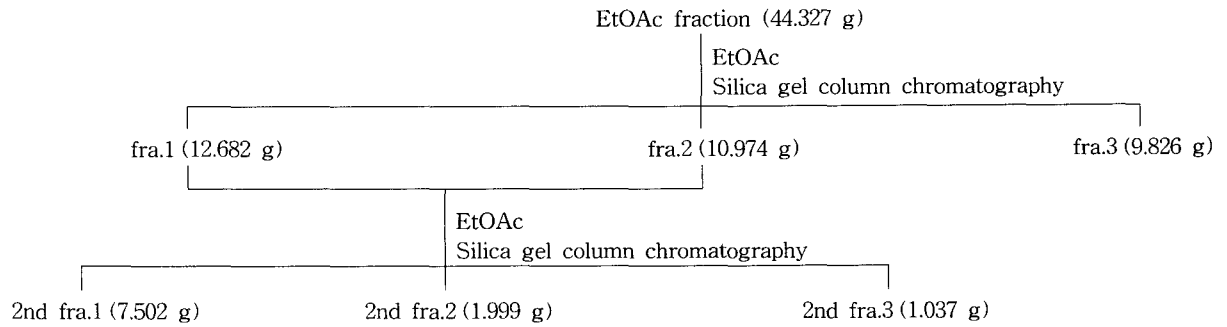 EtOAc fraction (44.327 g)
EtOAc
Silica gel column chromatography
fra.1 (12.682 g) fra.2 (10.974 g) fra.3 (9.826 g)
EtOAc
Silica gel column chromatography
2nd fra.1 (7.502 g) 2nd fra.2 (1.999 g) 2nd fra.3 (1.037 g)